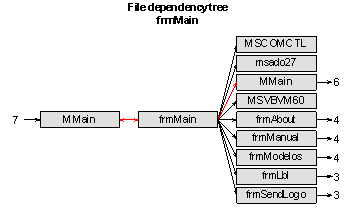 File dependency tree
frmMain
MSCOMCTL
msado27
MMain 6
MSVBVM60
7 MMain frmMain frmAbout 4
frmManual 4
frmModelos 4
frmLbl 3
frmSendLogo 3